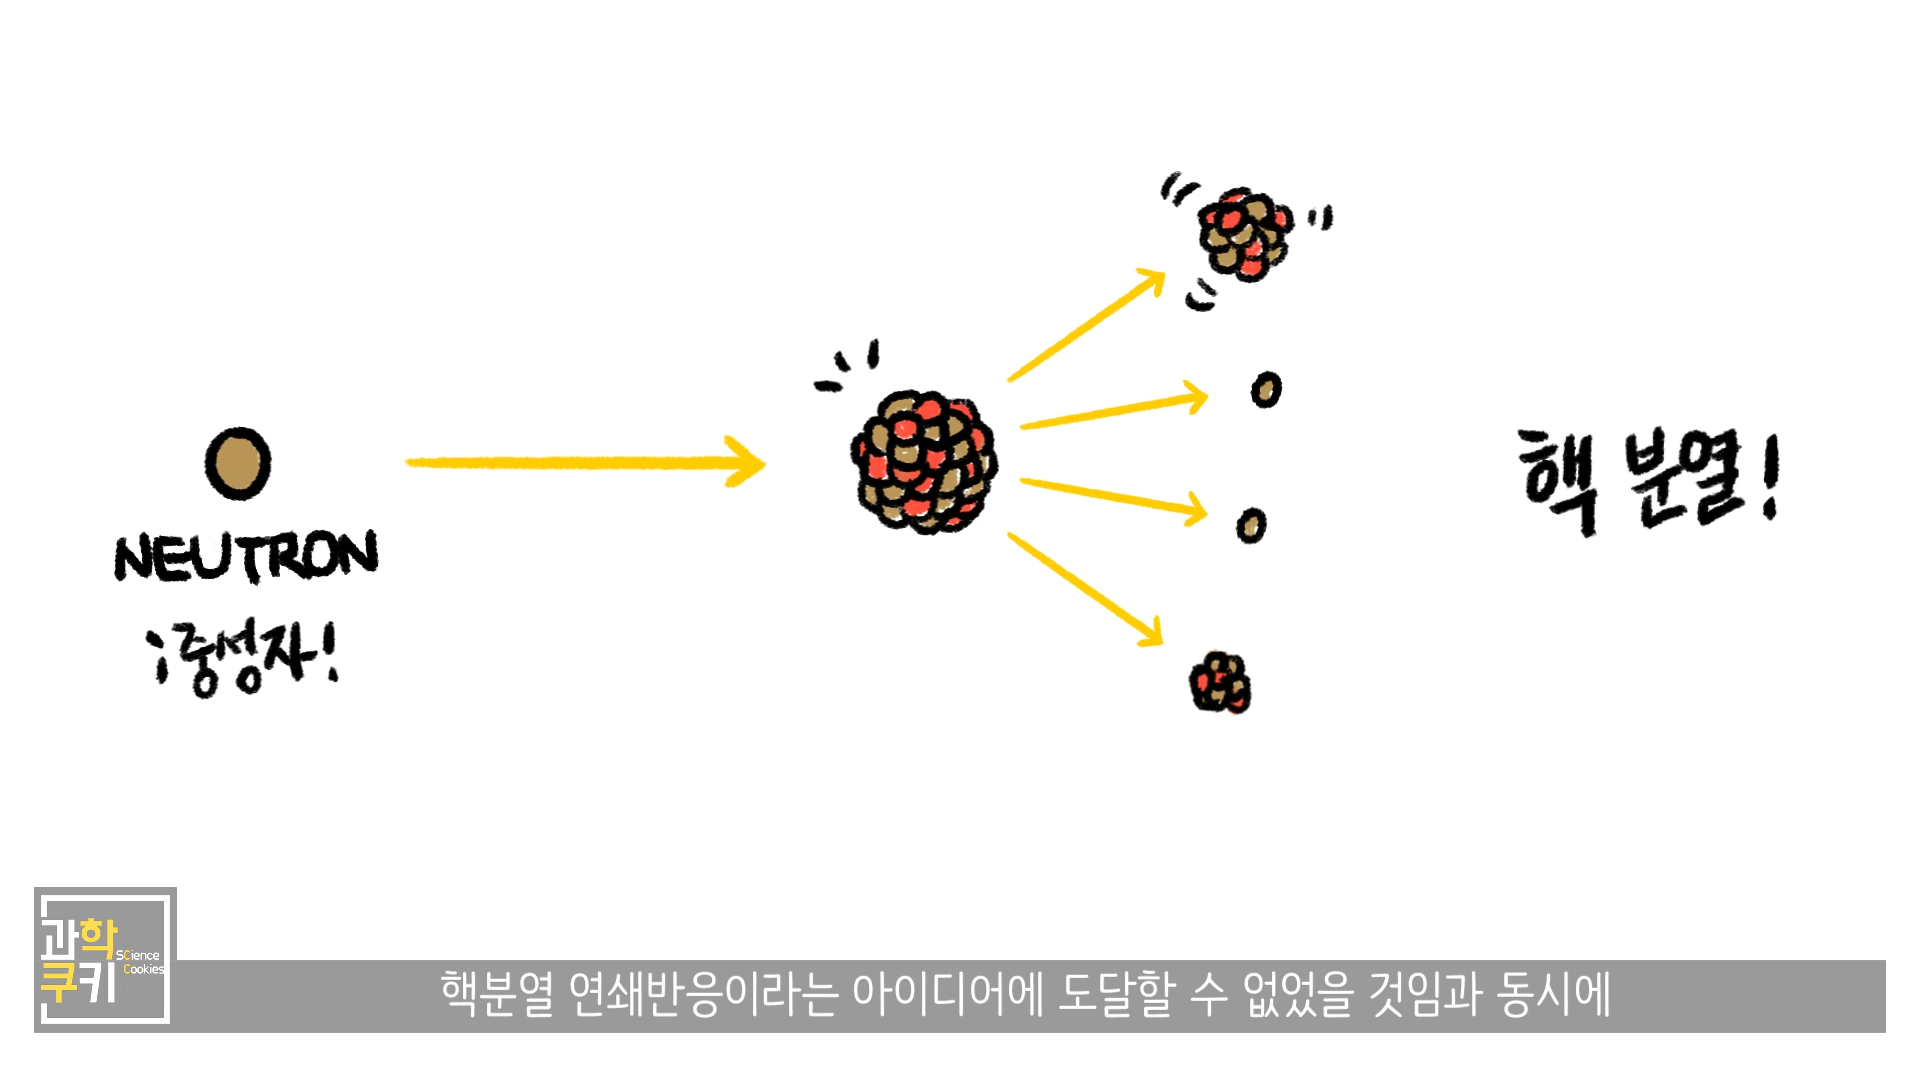 NEUTRON
: 중성자!
핵 분열!
과학
쿠키
SCience
Cookies
핵분열 연쇄반응이라는 아이디어에 도달할 수 없었을 것임과 동시에